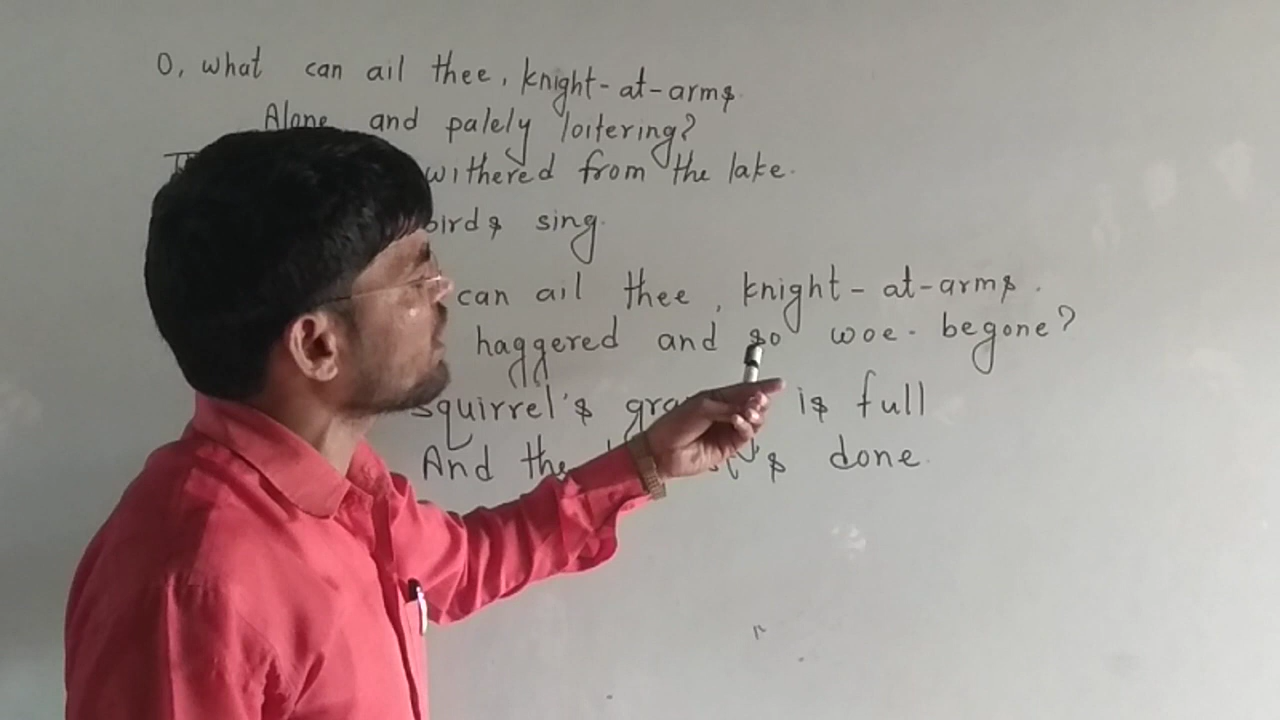 O, what can ail thee, knight-at-arms
Alone and palely loitering?
withered from the lake.
birds sing.
can ail thee, knight-at-arms.
haggered and so woe-begone?
squirrel's is full
And the done.